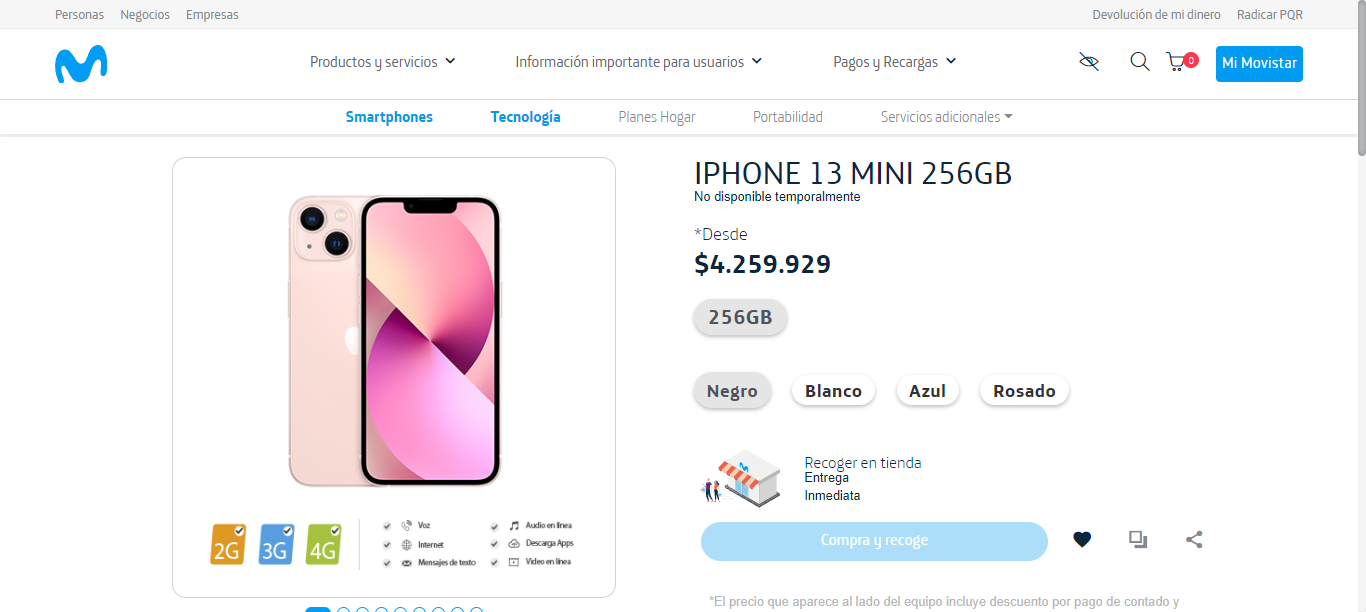 Personas Negocios Empresas Devolución de mi dinero Radicar PQR
Productos y servicios Información importante para usuarios Pagos y Recargas 0 Mi Movistar
Smartphones Tecnología Planes Hogar Portabilidad Servicios adicionales
IPHONE 13 MINI 256GB
No disponible temporalmente
*Desde
$4.259.929
256GB
Negro Blanco Azul Rosado
Recoger en tienda
Entrega
Inmediata
Compra y recoge
*El precio que aparece al lado del equipo incluye descuento por pago de contado y
2G 3G 4G
Voz
Internet
Mensajes de texto
Audio en línea
Descarga Apps
Video en línea